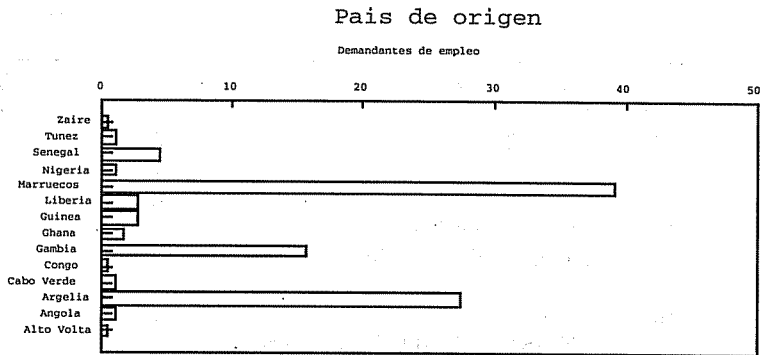 Pais de origen
Demandantes de empleo
0 10 20 30 40 50
Zaire
Tunez
Senegal
Nigeria
Marruecos
Liberia
Guinea
Ghana
Gambia
Congo
Cabo Verde
Argelia
Angola
Alto Volta